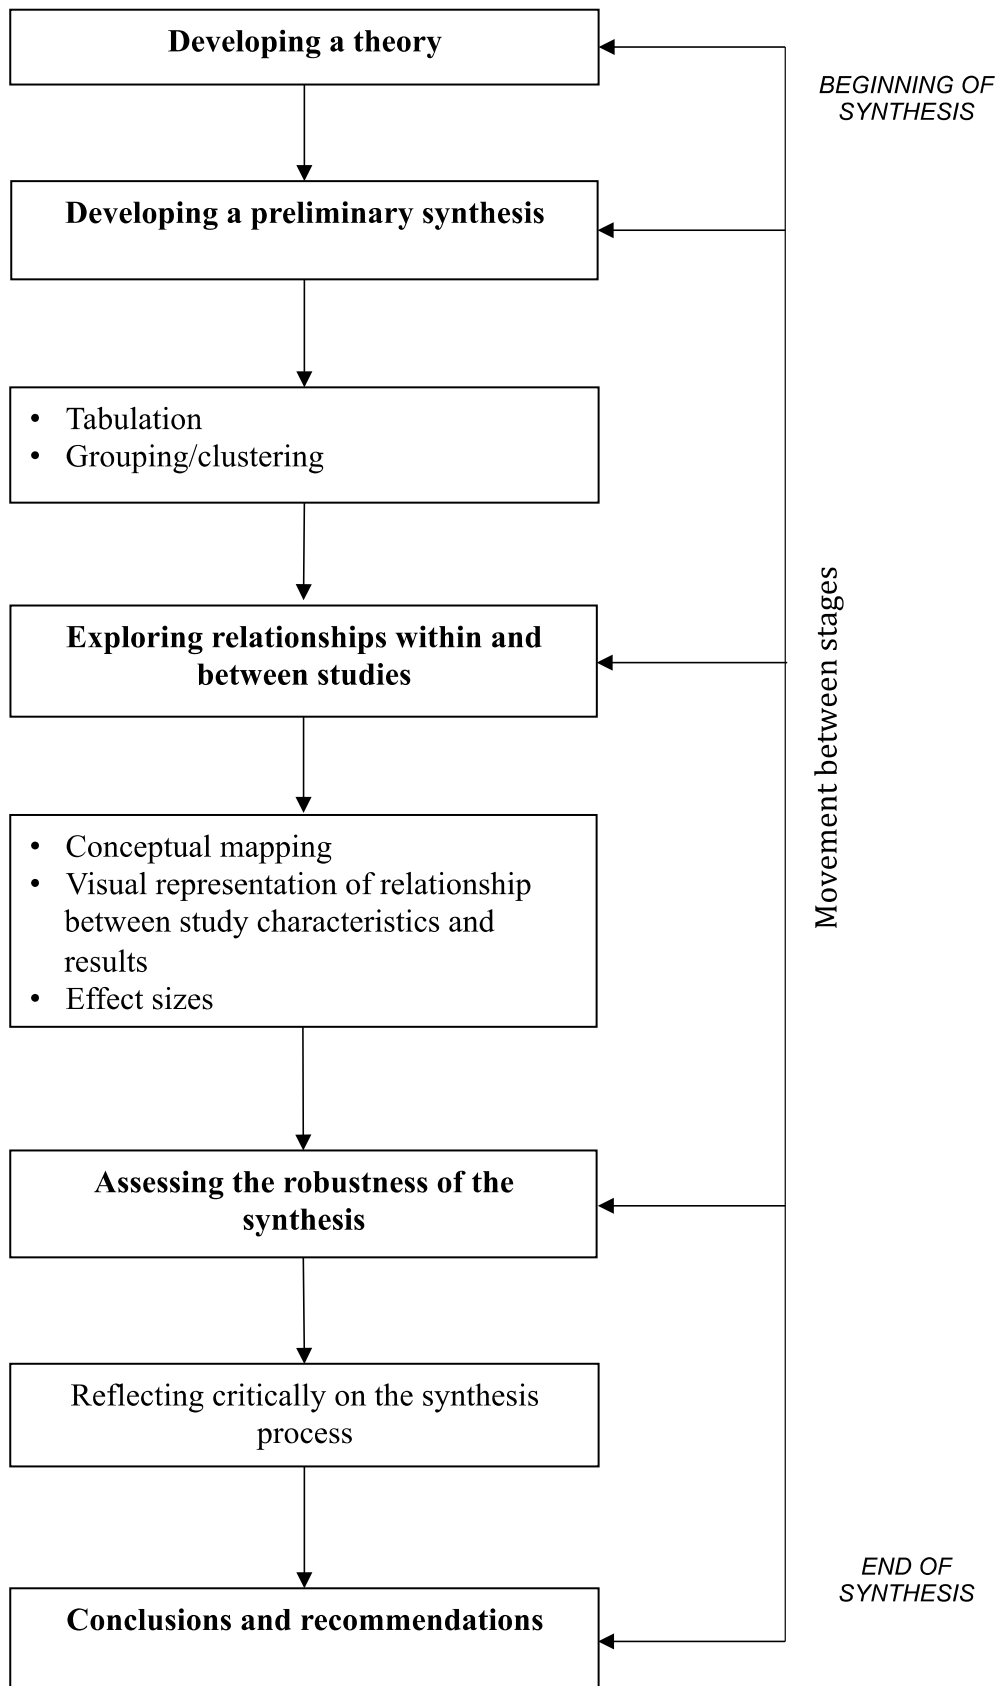 Developing a theory
BEGINNING OF
SYNTHESIS
Developing a preliminary synthesis
• Tabulation
• Grouping/clustering
Exploring relationships within and
between studies
Movement between stages
• Conceptual mapping
• Visual representation of relationship
between study characteristics and
results
• Effect sizes
Assessing the robustness of the
synthesis
Reflecting critically on the synthesis
process
END OF
SYNTHESIS
Conclusions and recommendations